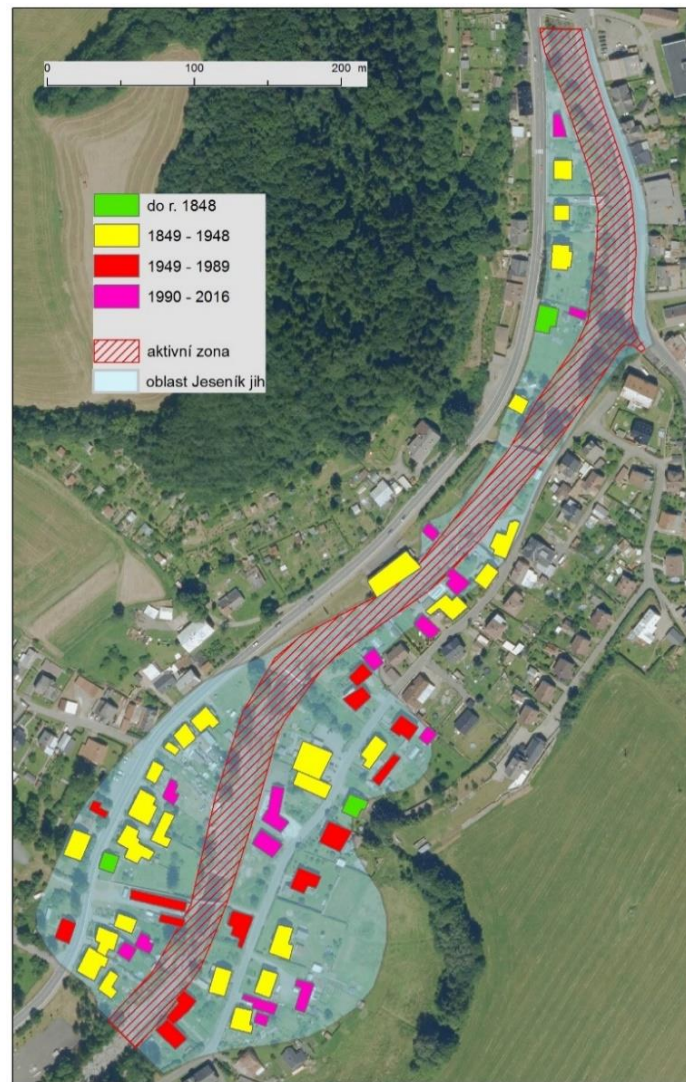 0 100 200 m
do r. 1848
1849 - 1948
1949 - 1989
1990 - 2016
aktivní zona
oblast Jeseník jih